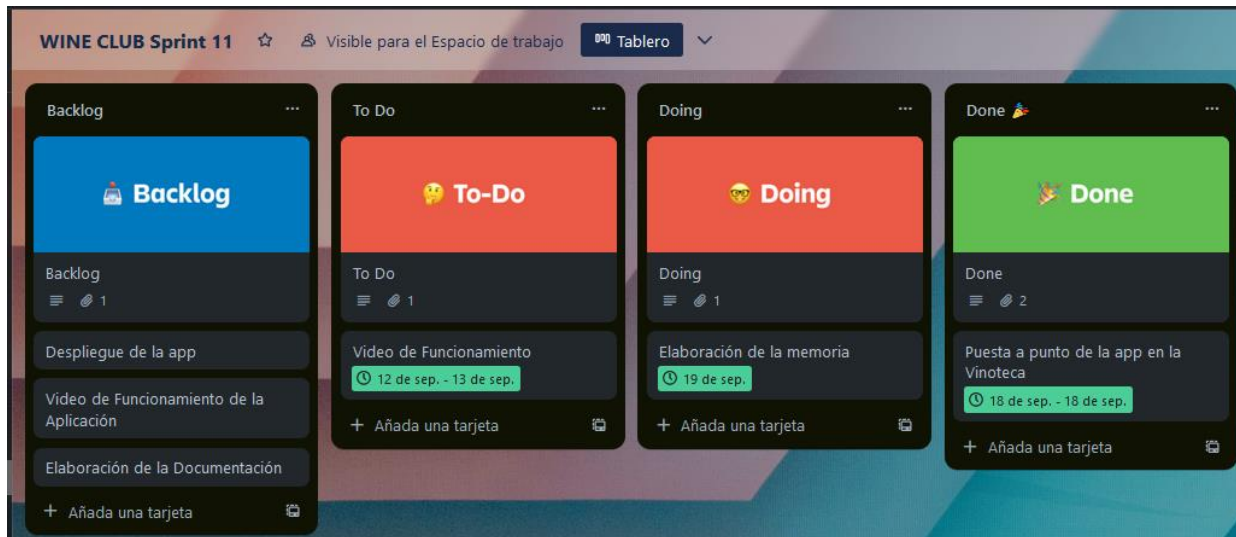 WINE CLUB Sprint 11
Visible para el Espacio de trabajo
Tablero
Backlog
Backlog
Backlog
1
Despliegue de la app
Video de Funcionamiento de la
Aplicación
Elaboración de la Documentación
+ Añada una tarjeta
To Do
To-Do
To Do
1
Video de Funcionamiento
12 de sep. - 13 de sep.
+ Añada una tarjeta
Doing
Doing
Doing
1
Elaboración de la memoria
19 de sep.
+ Añada una tarjeta
Done 🎉
Done
Done
2
Puesta a punto de la app en la
Vinoteca
18 de sep. - 18 de sep.
+ Añada una tarjeta